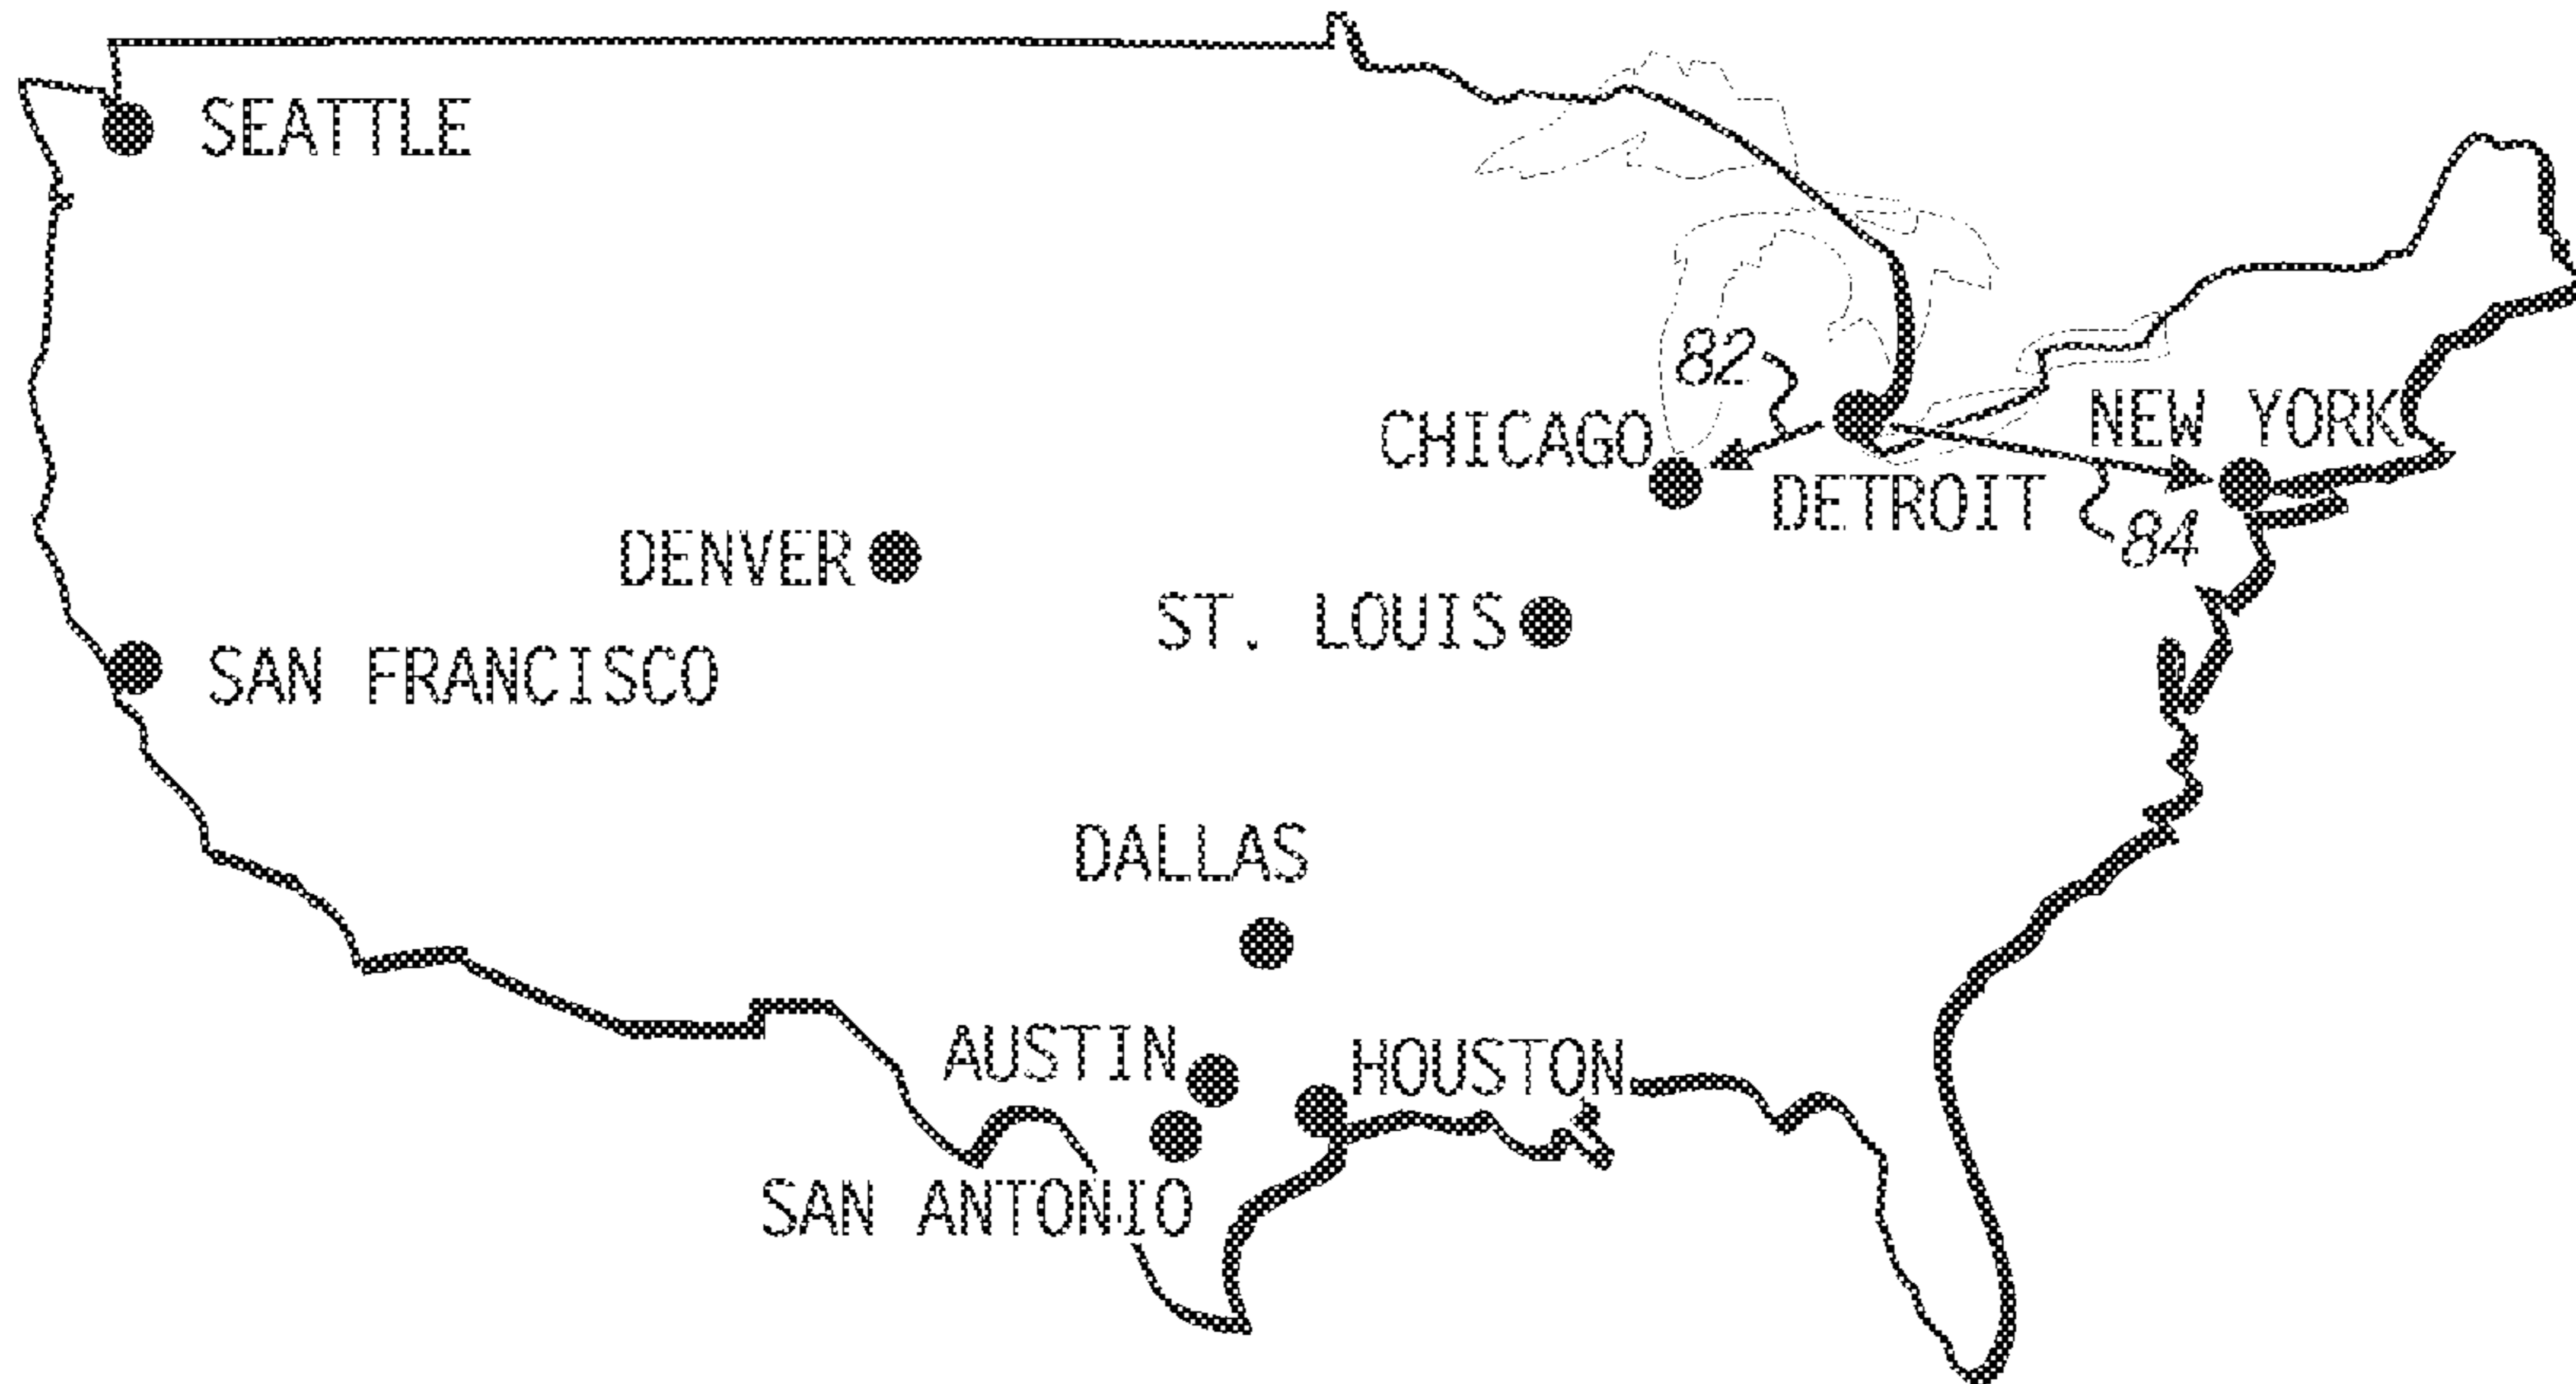 SEATTLE
82
NEW YORK
CHICAGO
DETROIT
84
DENVER
ST. LOUIS
SAN FRANCISCO
DALLAS
AUSTIN
HOUSTON
SAN ANTONIO